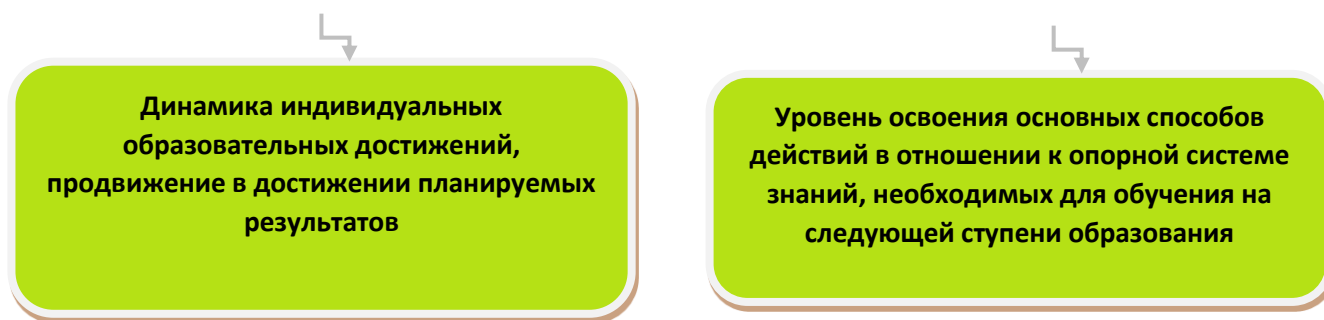 Динамика индивидуальных
образовательных достижений,
продвижение в достижении планируемых
результатов
Уровень освоения основных способов
действий в отношении к опорной системе
знаний, необходимых для обучения на
следующей ступени образования